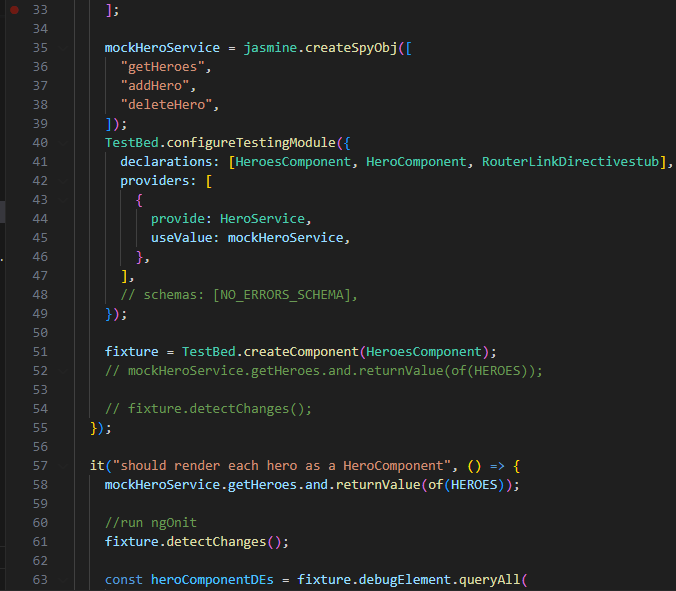 33 ];
34
35 mockHeroService = jasmine.createSpyObj([
36 "getHeroes",
37 "addHero",
38 "deleteHero",
39 ]);
40 TestBed.configureTestingModule({
41 declarations: [HeroesComponent, HeroComponent, RouterLinkDirectivestub],
42 providers: [
43 {
44 provide: HeroService,
45 useValue: mockHeroService,
46 },
47 ],
48 // schemas: [NO_ERRORS_SCHEMA],
49 });
50
51 fixture = TestBed.createComponent(HeroesComponent);
52 // mockHeroService.getHeroes.and.returnValue(of(HEROES));
53
54 // fixture.detectChanges();
55 });
56
57 it("should render each hero as a HeroComponent", () => {
58 mockHeroService.getHeroes.and.returnValue(of(HEROES));
59
60 //run ngOnit
61 fixture.detectChanges();
62
63 const heroComponentDEs = fixture.debugElement.queryAll(